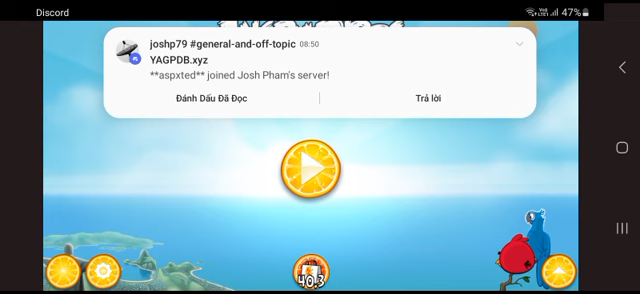 Discord
47%
joshp79 #general-and-off-topic 08:50
YAGPDB.xyz
**aspxted** joined Josh Pham's server!
Đánh Dấu Đã Đọc
Trả lời
40.3